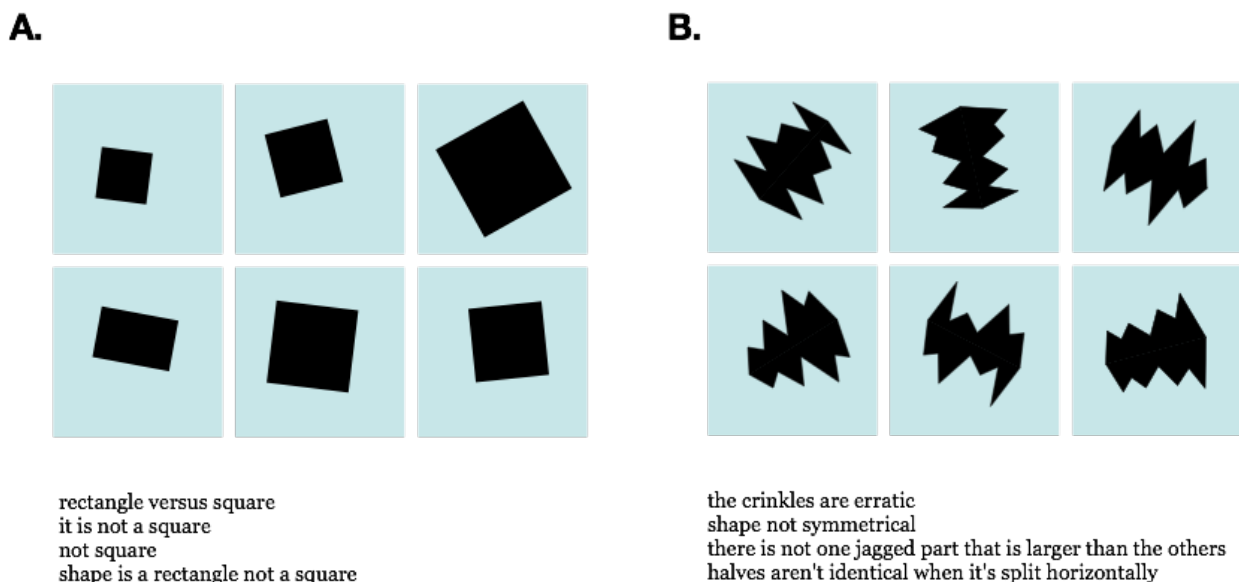 A.
B.
rectangle versus square
it is not a square
not square
shape is a rectangle not a square
the crinkles are erratic
shape not symmetrical
there is not one jagged part that is larger than the others
halves aren't identical when it's split horizontally